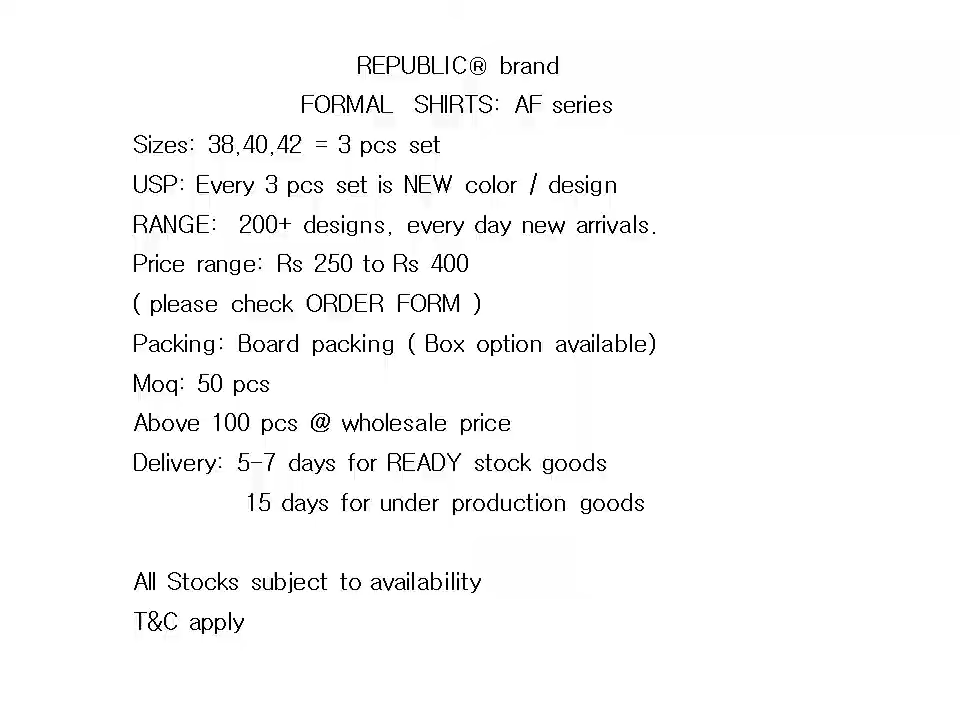 REPUBLIC® brand
FORMAL SHIRTS: AF series
Sizes: 38,40,42 = 3 pcs set
USP: Every 3 pcs set is NEW color / design
RANGE: 200+ designs, every day new arrivals.
Price range: Rs 250 to Rs 400
( please check ORDER FORM )
Packing: Board packing ( Box option available)
Moq: 50 pcs
Above 100 pcs @ wholesale price
Delivery: 5-7 days for READY stock goods
15 days for under production goods
All Stocks subject to availability
T&C apply